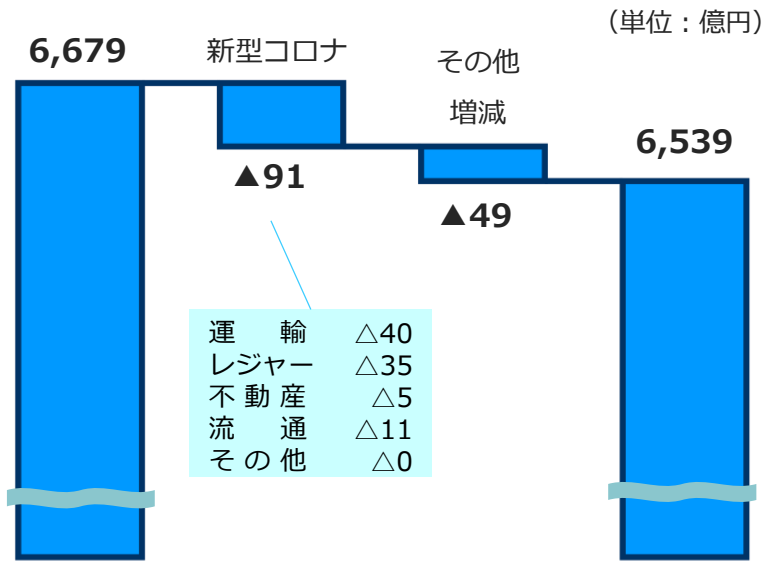 （単位：億円）
6,679
新型コロナ
その他
増減
6,539
▲91
▲49
運　輸 △40
レジャー △35
不動産 △5
流　通 △11
その他 △0